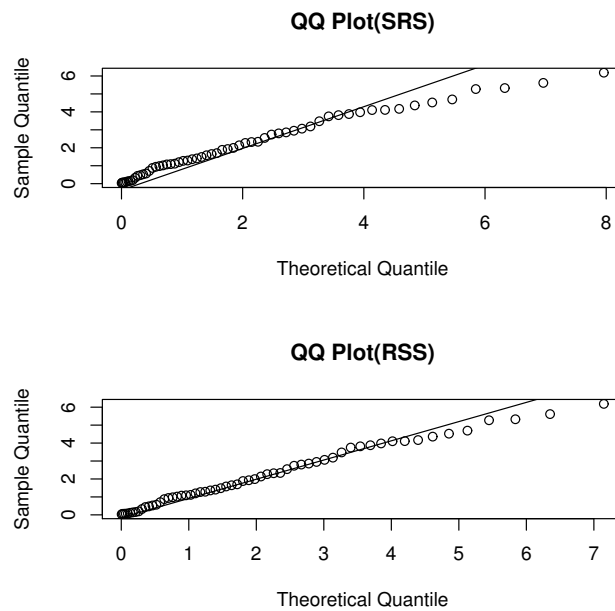 QQ Plot(SRS)
Sample Quantile
6
4
2
0
0 2 4 6 8
Theoretical Quantile
QQ Plot(RSS)
Sample Quantile
6
4
2
0
0 1 2 3 4 5 6 7
Theoretical Quantile